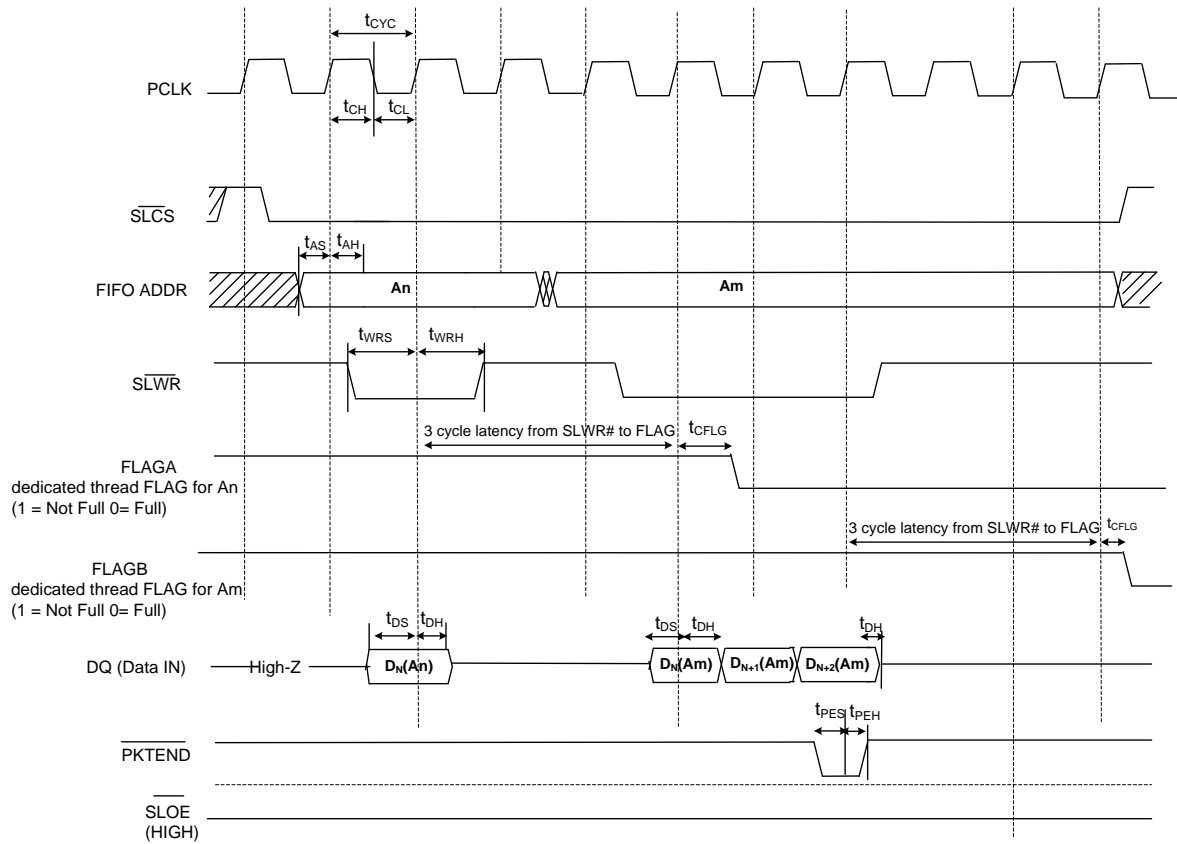 tCYC
PCLK
tCH
tCL
SLCS
tAS
tAH
FIFO ADDR
An
Am
tWRS
tWRH
SLWR
3 cycle latency from SLWR# to FLAG
tCFLG
FLAGA
dedicated thread FLAG for An
(1 = Not Full 0= Full)
3 cycle latency from SLWR# to FLAG
tCFLG
FLAGB
dedicated thread FLAG for Am
(1 = Not Full 0= Full)
tDS
tDH
tDS
tDH
tDH
DQ (Data IN)
High-Z
DN(An)
DN(Am)
DN+1(Am)
DN+2(Am)
tPES
tPEH
PKTEND
SLOE
(HIGH)